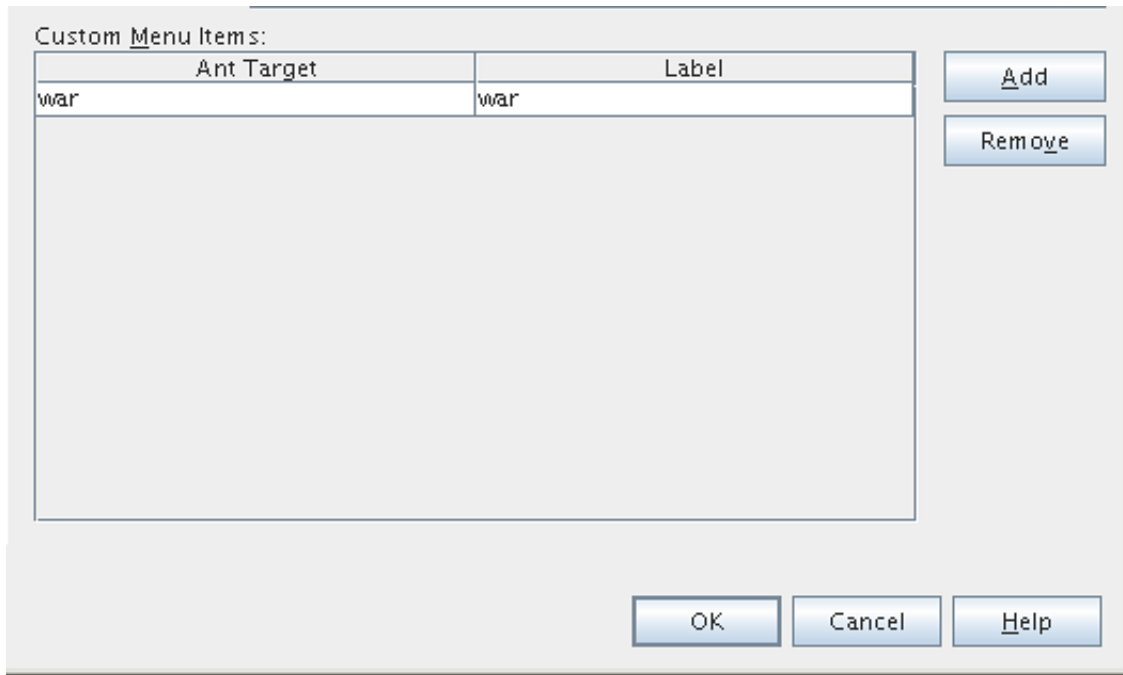 Custom Menu Items:
Ant Target Label
war war
Add
Remove
OK Cancel Help